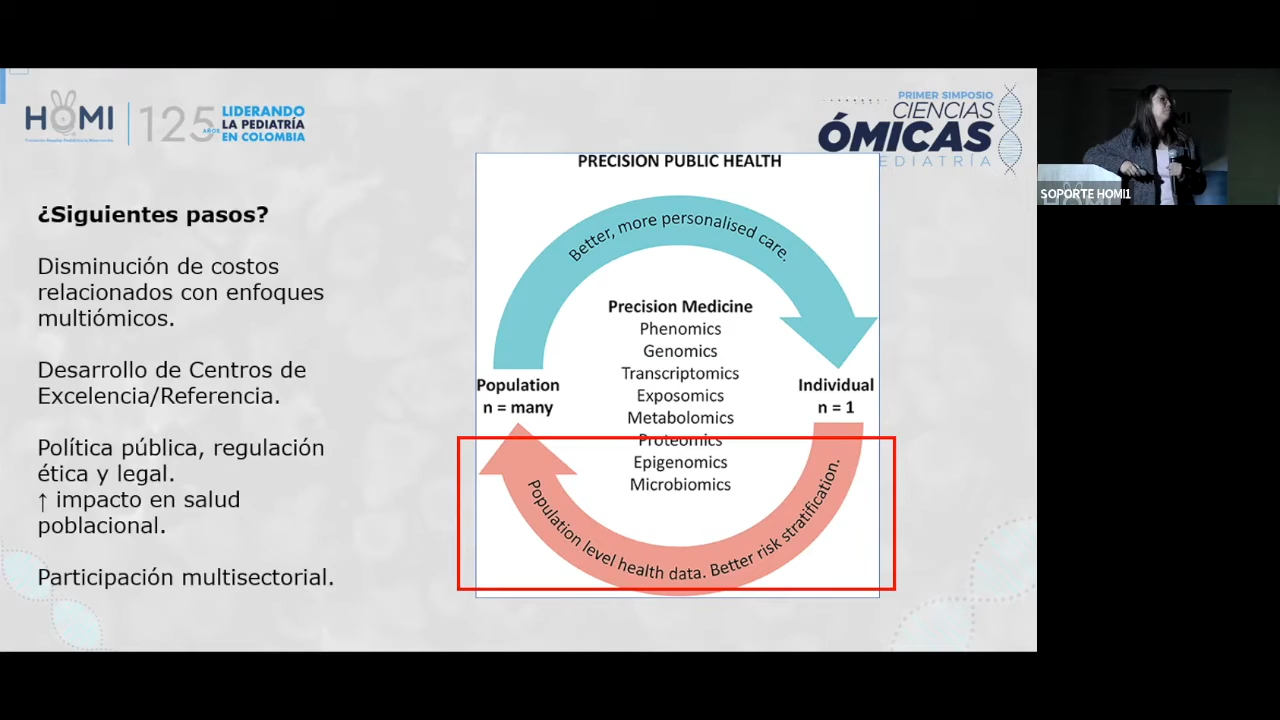 HOMI
125
AÑOS
LIDERANDO
LA PEDIATRÍA
EN COLOMBIA
PRIMER SIMPOSIO
CIENCIAS
ÓMICAS
EDIATRÍA
SOPORTE HOMI1
¿Siguientes pasos?
Disminución de costos
relacionados con enfoques
multiómicos.
Desarrollo de Centros de
Excelencia/Referencia.
Política pública, regulación
ética y legal.
↑ impacto en salud
poblacional.
Participación multisectorial.
PRECISION PUBLIC HEALTH
Better, more personalised care.
Precision Medicine
Phenomics
Genomics
Transcriptomics
Exposomics
Metabolomics
Proteomics
Epigenomics
Microbiomics
Population
n = many
Individual
n = 1
Population level health data. Better risk stratification.